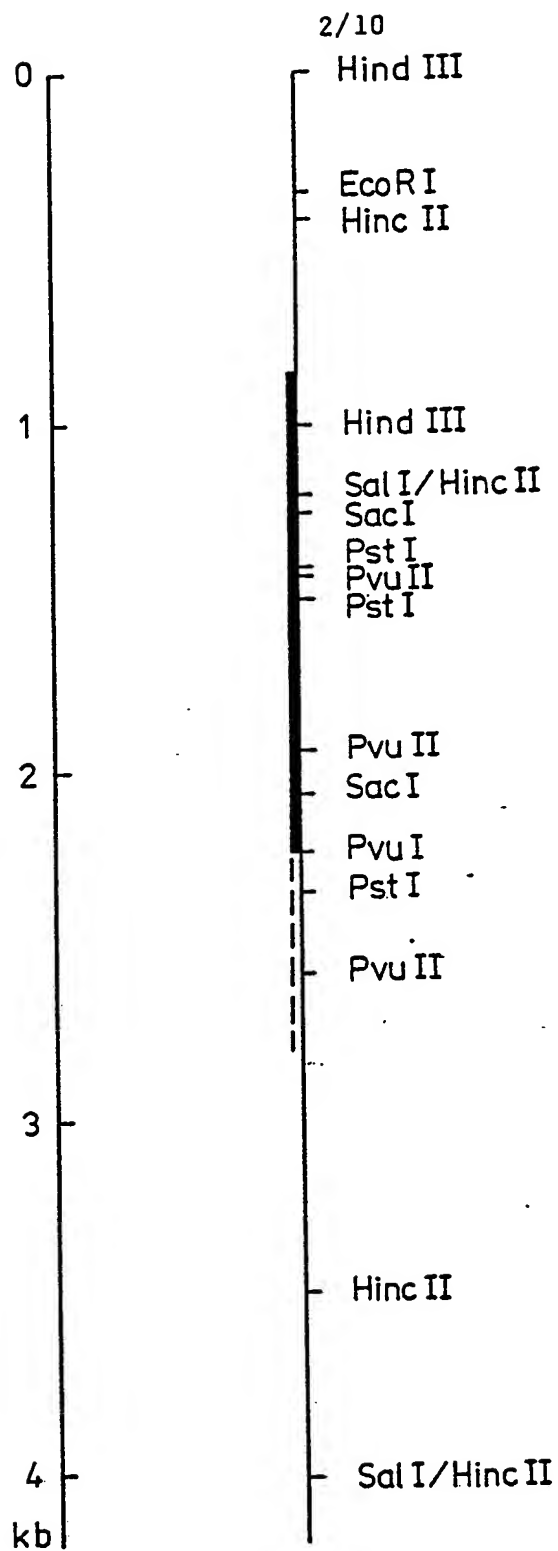 2/10
0
Hind III
EcoR I
Hinc II
1
Hind III
Sal I/Hinc II
Sac I
Pst I
Pvu II
Pst I
Pvu II
2
Sac I
Pvu I
Pst I
Pvu II
3
Hinc II
4
Sal I/Hinc II
kb